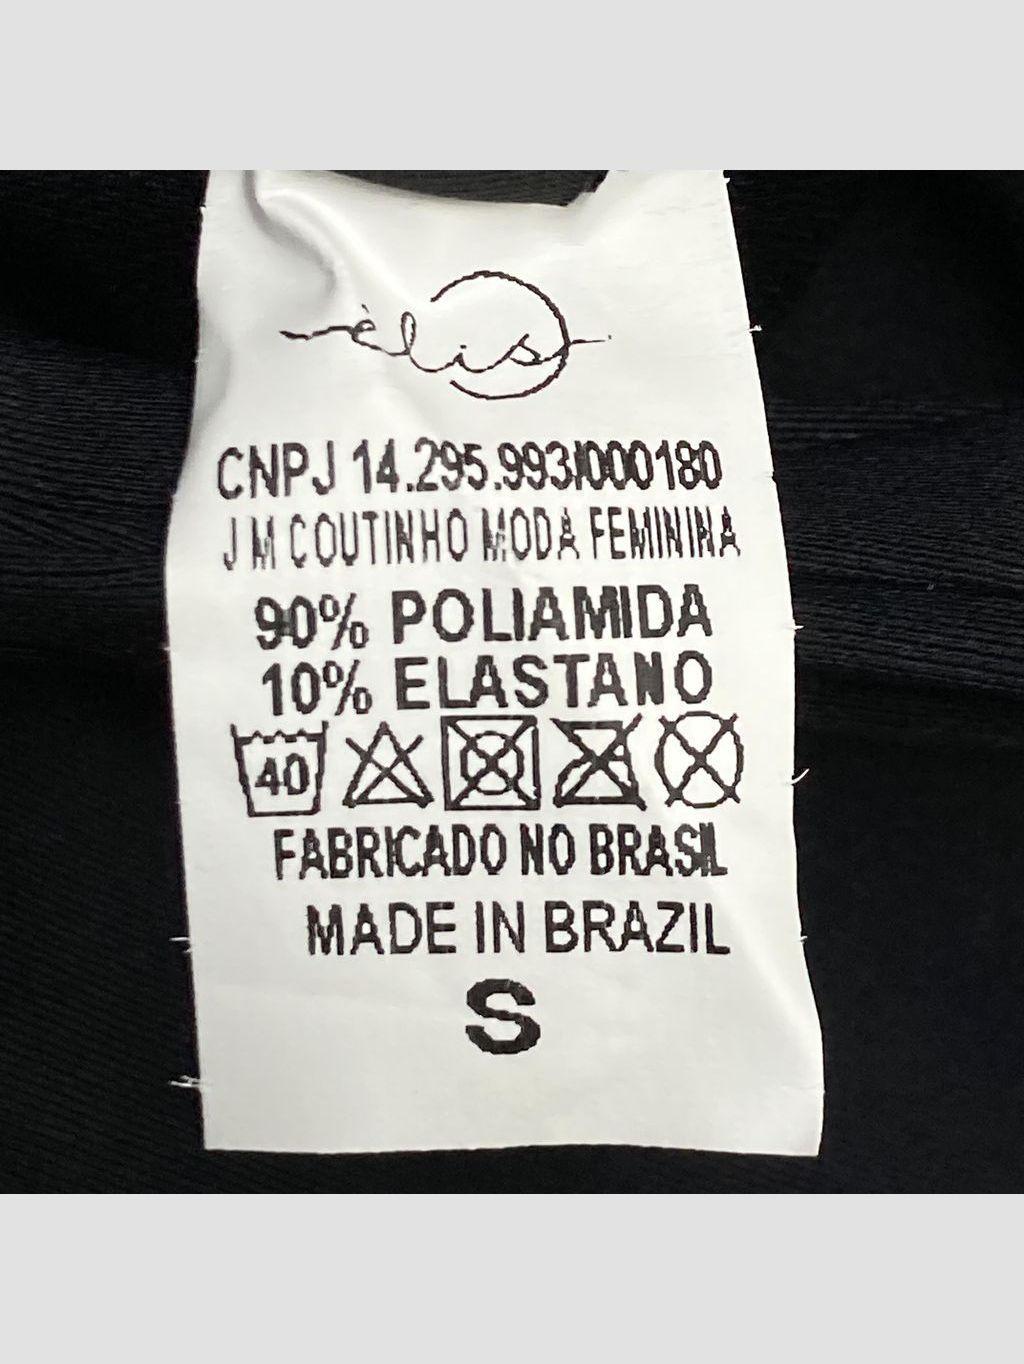 èlis
CNPJ 14.295.993/000180
J M COUTINHO MODA FEMININA
90% POLIAMIDA
10% ELASTANO
40
FABRICADO NO BRASIL
MADE IN BRAZIL
S